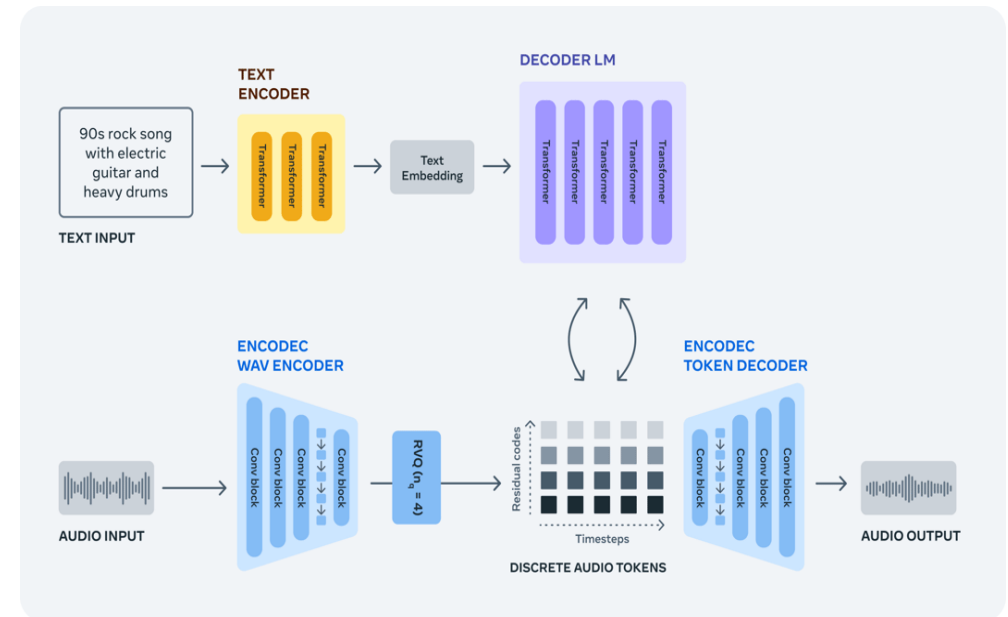 DECODER LM
TEXT
ENCODER
90s rock song
with electric
guitar and
heavy drums
TEXT INPUT
Transformer
Transformer
Transformer
Text
Embedding
Transformer
Transformer
Transformer
Transformer
Transformer
ENCODEC
WAV ENCODER
ENCODEC
TOKEN DECODER
AUDIO INPUT
Conv block
Conv block
Conv block
Conv block
RVQ (n_q = 4)
Residual codes
Timesteps
DISCRETE AUDIO TOKENS
Conv block
Conv block
Conv block
Conv block
AUDIO OUTPUT